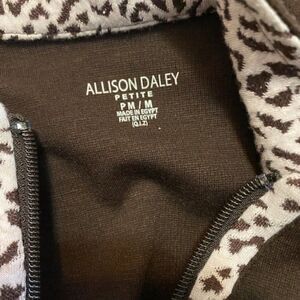 ALLISON DALEY
PETITE
PM / M
MADE IN EGYPT
FAIT EN EGYPT
(Q.I.Z)